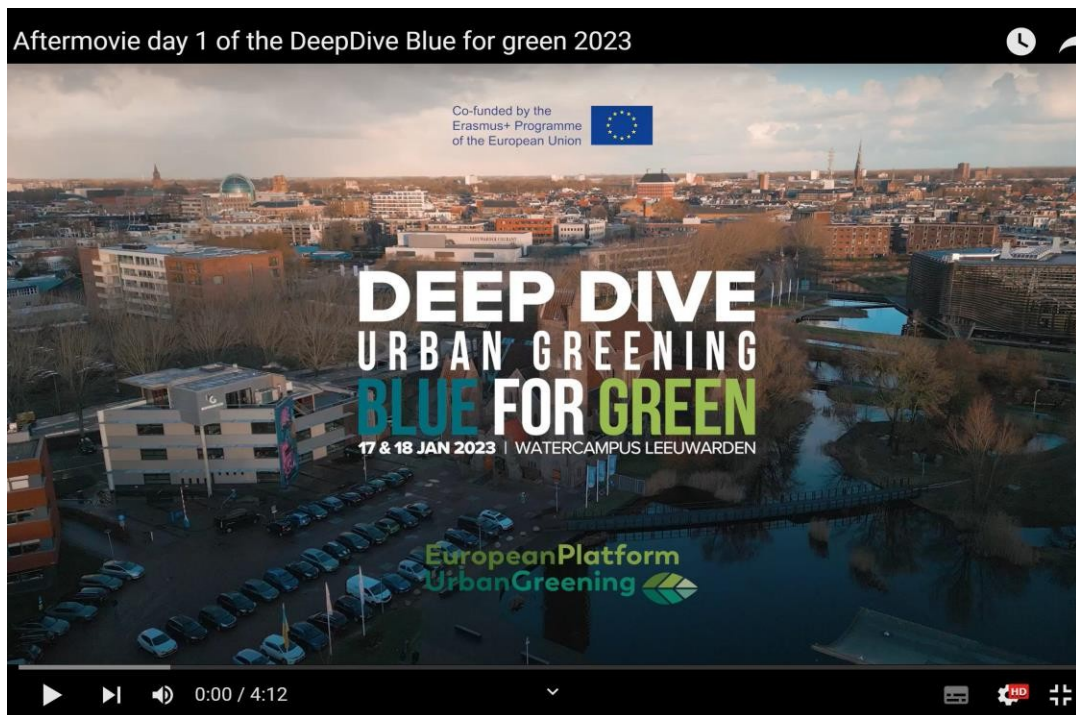 Aftermovie day 1 of the DeepDive Blue for green 2023
Co-funded by the
Erasmus+ Programme
of the European Union
DEEP DIVE
URBAN GREENING
BLUE FOR GREEN
17 & 18 JAN 2023 | WATERCAMPUS LEEUWARDEN
EuropeanPlatform
UrbanGreening
0:00 / 4:12
HD